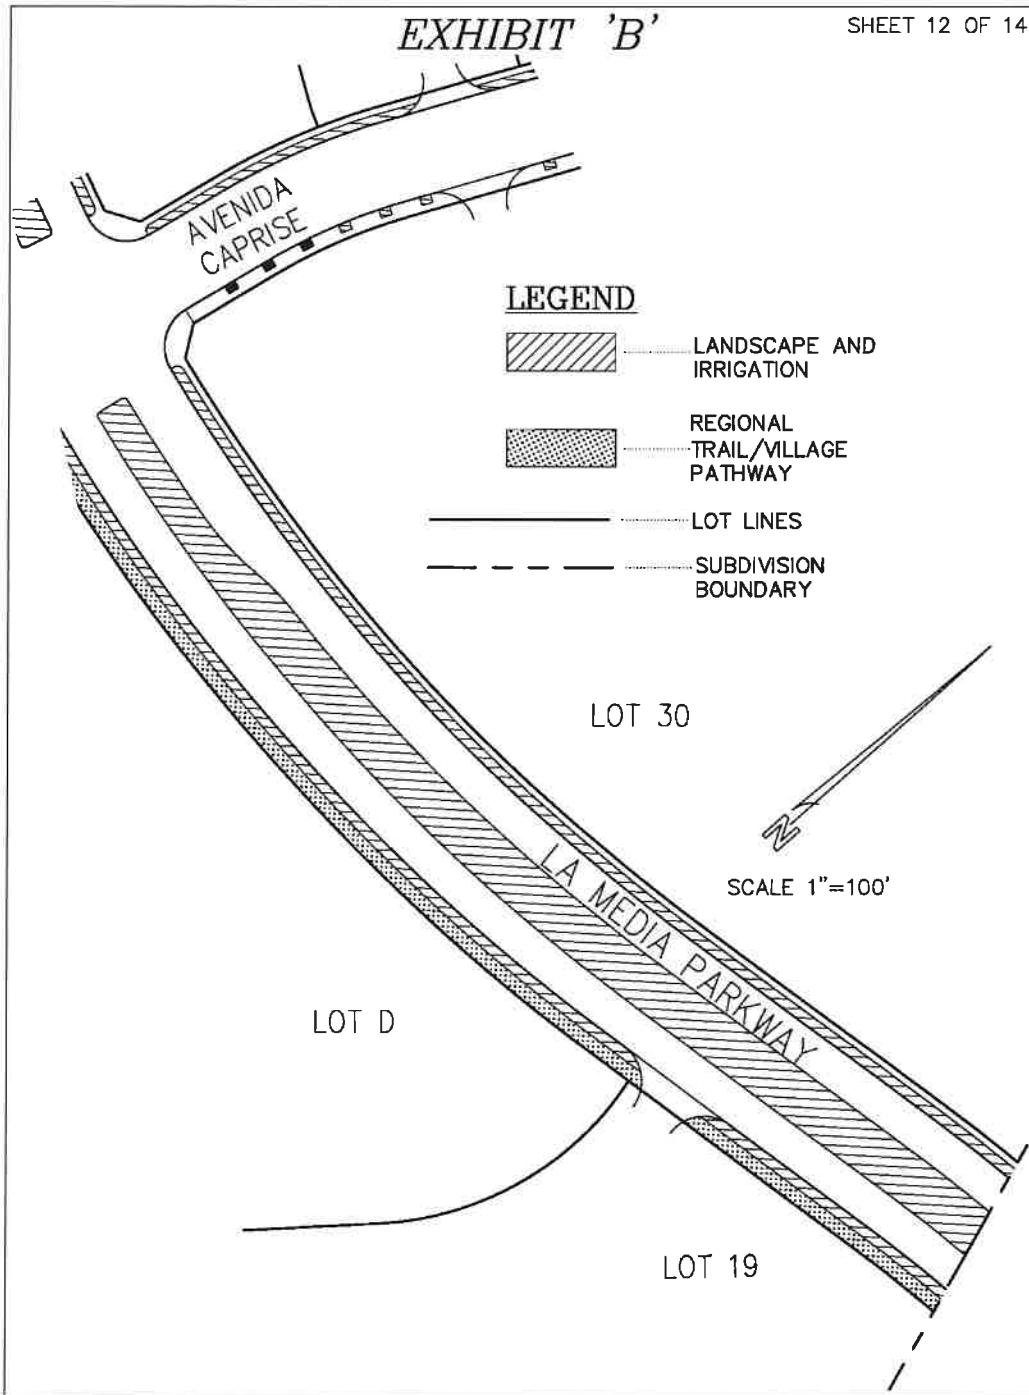 EXHIBIT 'B'
SHEET 12 OF 14
AVENIDA
CAPRISE
LEGEND
LANDSCAPE AND
IRRIGATION
REGIONAL
TRAIL/VILLAGE
PATHWAY
LOT LINES
SUBDIVISION
BOUNDARY
LOT 30
N
SCALE 1"=100'
LA MEDIA PARKWAY
LOT D
LOT 19